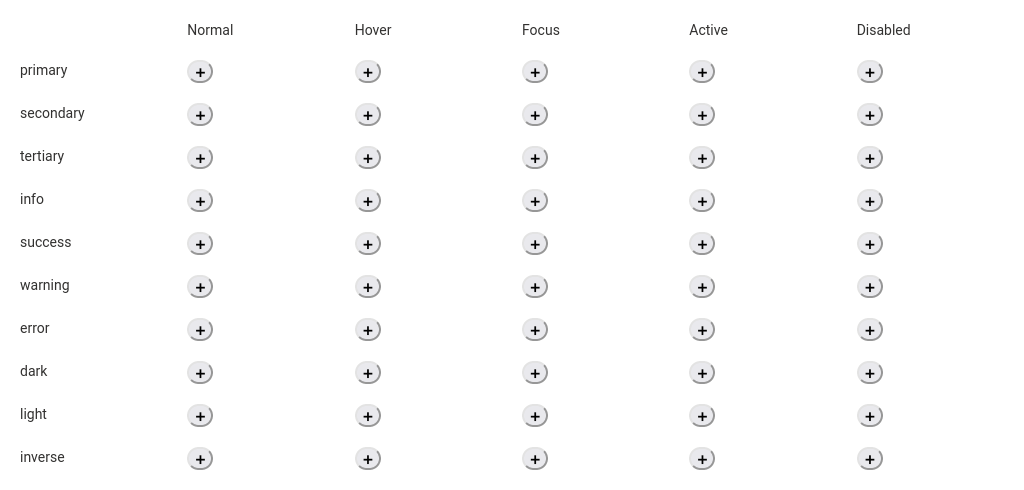 Normal Hover Focus Active Disabled
primary + + + + +
secondary + + + + +
tertiary + + + + +
info + + + + +
success + + + + +
warning + + + + +
error + + + + +
dark + + + + +
light + + + + +
inverse + + + + +